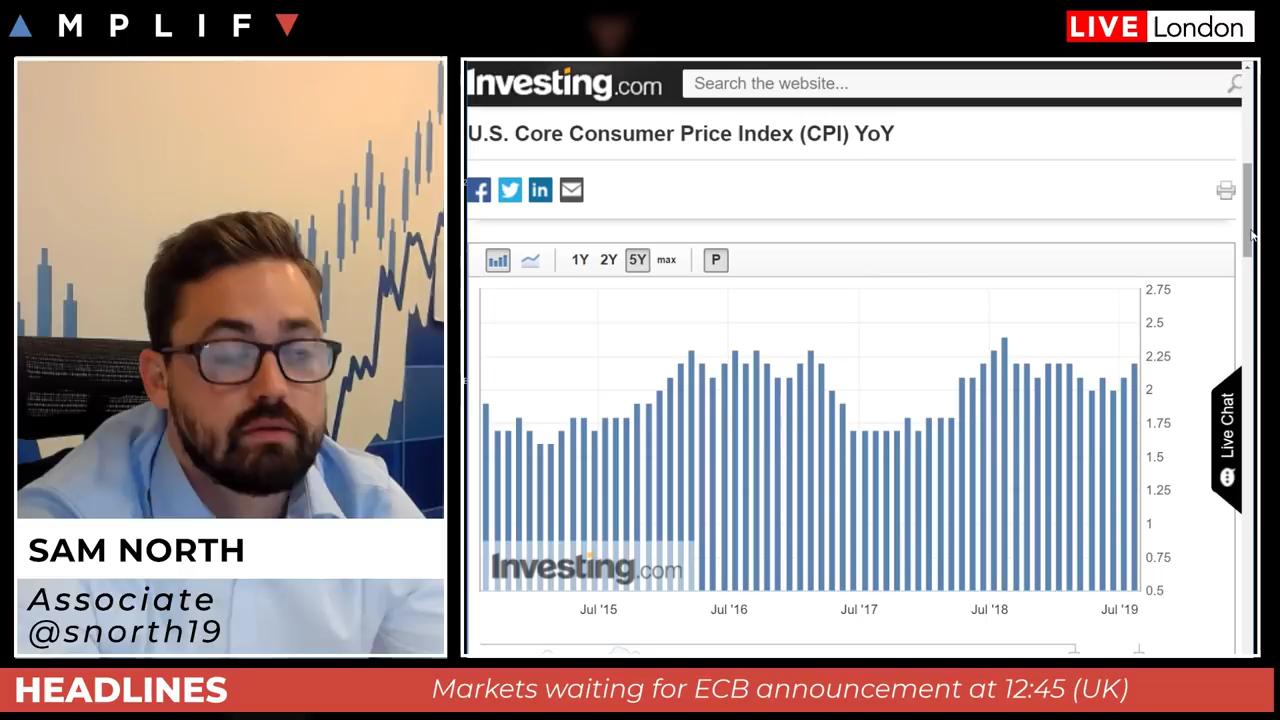 MPLIF
LIVE London
Investing.com
Search the website...
U.S. Core Consumer Price Index (CPI) YoY
1Y 2Y 5Y max P
2.75
2.5
2.25
2
1.75
1.5
1.25
1
0.75
0.5
Investing.com
Jul '15 Jul '16 Jul '17 Jul '18 Jul '19
Live Chat
SAM NORTH
Associate
@snorth19
HEADLINES
Markets waiting for ECB announcement at 12:45 (UK)